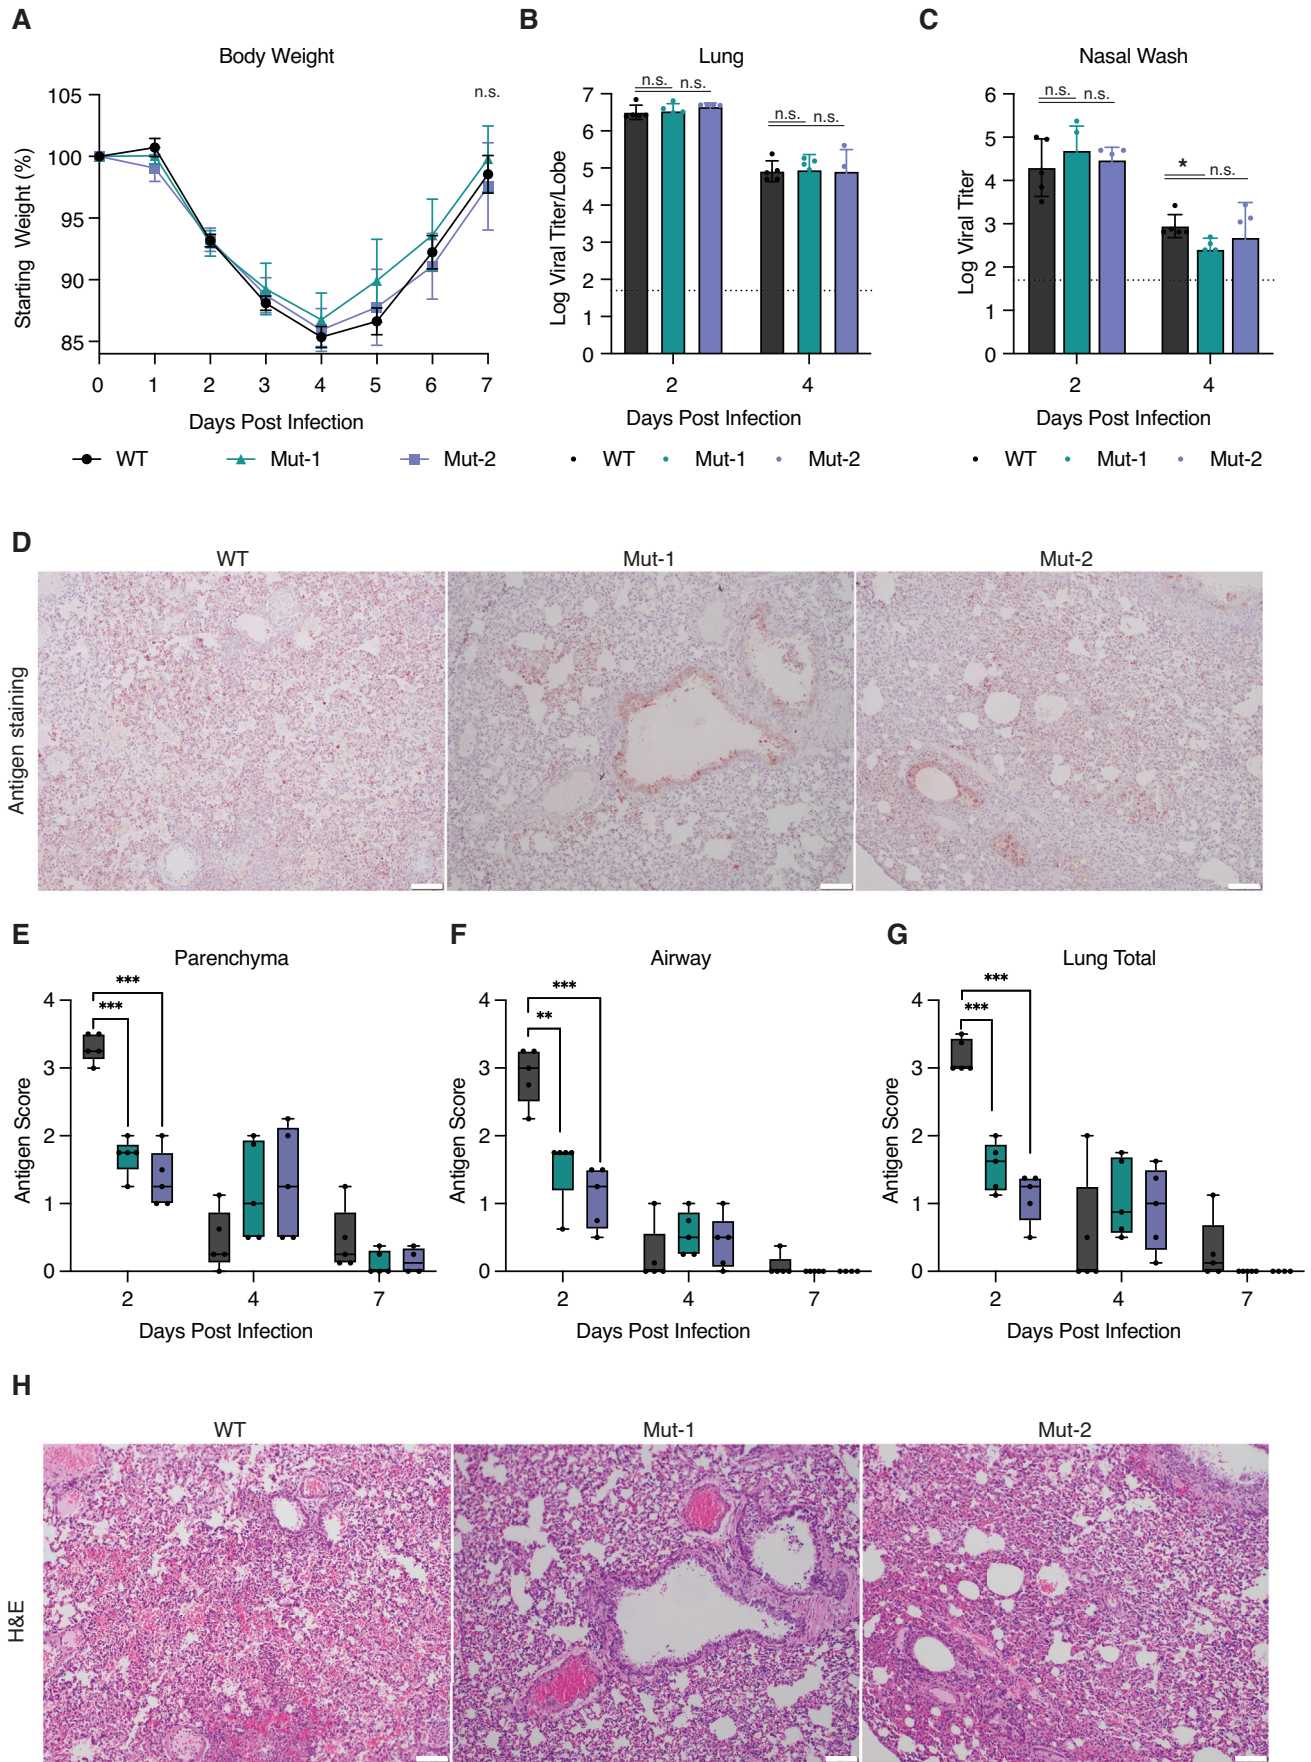 A
Body Weight
n.s.
105
100
95
90
85
Starting Weight (%)
0 1 2 3 4 5 6 7
Days Post Infection
WT Mut-1 Mut-2
B
Lung
n.s. n.s.
n.s. n.s.
7
6
5
4
3
2
1
0
Log Viral Titer/Lobe
2 4
Days Post Infection
WT Mut-1 Mut-2
C
Nasal Wash
n.s. n.s.
* n.s.
6
5
4
3
2
1
0
Log Viral Titer
2 4
Days Post Infection
WT Mut-1 Mut-2
D
WT Mut-1 Mut-2
Antigen staining
E
Parenchyma
***
***
4
3
2
1
0
Antigen Score
2 4 7
Days Post Infection
F
Airway
***
**
4
3
2
1
0
Antigen Score
2 4 7
Days Post Infection
G
Lung Total
***
***
4
3
2
1
0
Antigen Score
2 4 7
Days Post Infection
H
WT Mut-1 Mut-2
H&E